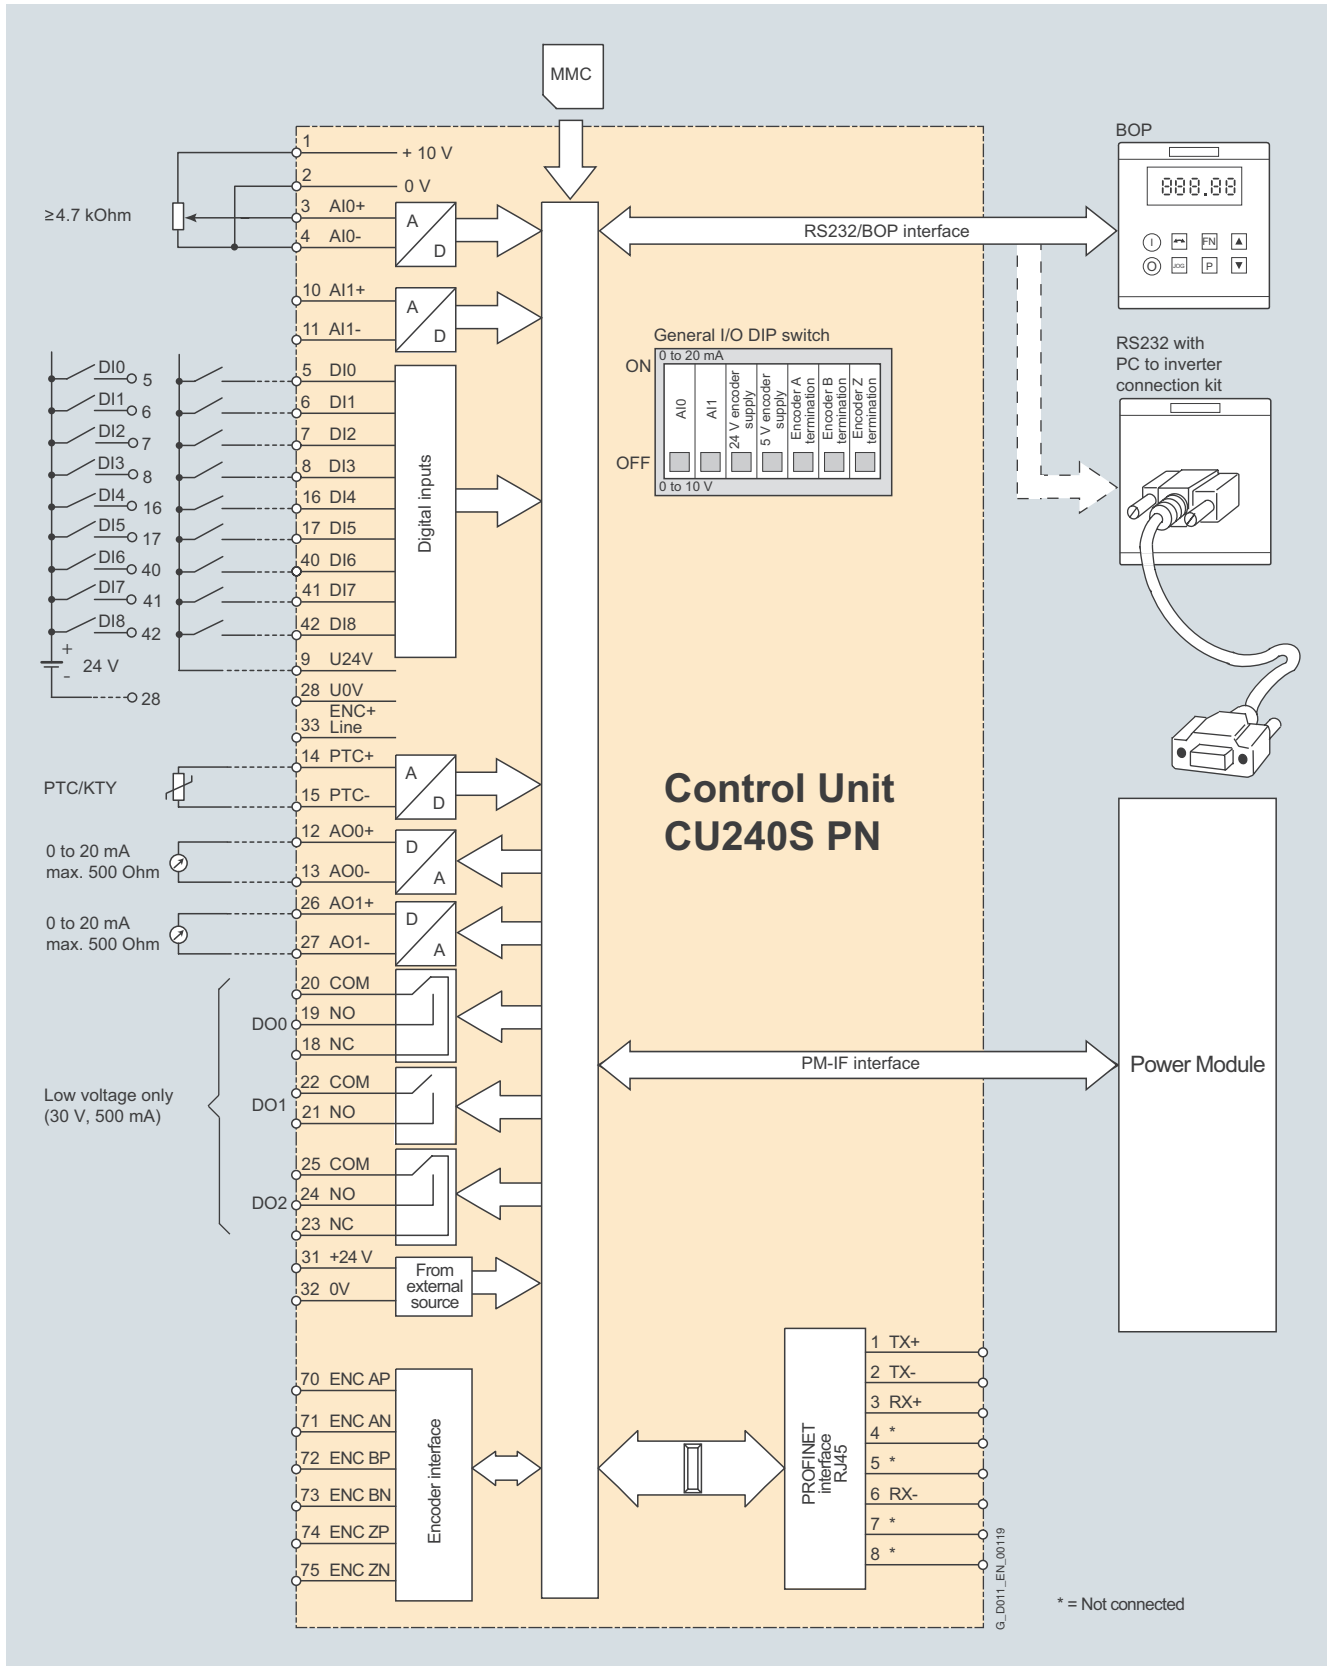 MMC
BOP
888.88
I
FN
O
JOG
P
1
+ 10 V
2
0 V
≥4.7 kOhm
3 AI0+
4 AI0-
A
D
RS232/BOP interface
10 AI1+
11 AI1-
A
D
General I/O DIP switch
ON
0 to 20 mA
AI0
AI1
24 V encoder supply
5 V encoder supply
Encoder A termination
Encoder B termination
Encoder Z termination
OFF
0 to 10 V
RS232 with
PC to inverter
connection kit
DI0 5
DI1 6
DI2 7
DI3 8
DI4 16
DI5 17
DI6 40
DI7 41
DI8 42
+
24 V
-
28
5 DI0
6 DI1
7 DI2
8 DI3
16 DI4
17 DI5
40 DI6
41 DI7
42 DI8
Digital inputs
9 U24V
28 U0V
ENC+
33 Line
PTC/KTY
14 PTC+
15 PTC-
A
D
Control Unit
CU240S PN
0 to 20 mA
max. 500 Ohm
12 AO0+
13 AO0-
D
A
0 to 20 mA
max. 500 Ohm
26 AO1+
27 AO1-
D
A
Low voltage only
(30 V, 500 mA)
DO0
20 COM
19 NO
18 NC
DO1
22 COM
21 NO
DO2
25 COM
24 NO
23 NC
PM-IF interface
Power Module
31 +24 V
32 0V
From
external
source
70 ENC AP
71 ENC AN
72 ENC BP
73 ENC BN
74 ENC ZP
75 ENC ZN
Encoder interface
PROFINET
interface
RJ45
1 TX+
2 TX-
3 RX+
4 *
5 *
6 RX-
7 *
8 *
G_D011_EN_00119
* = Not connected